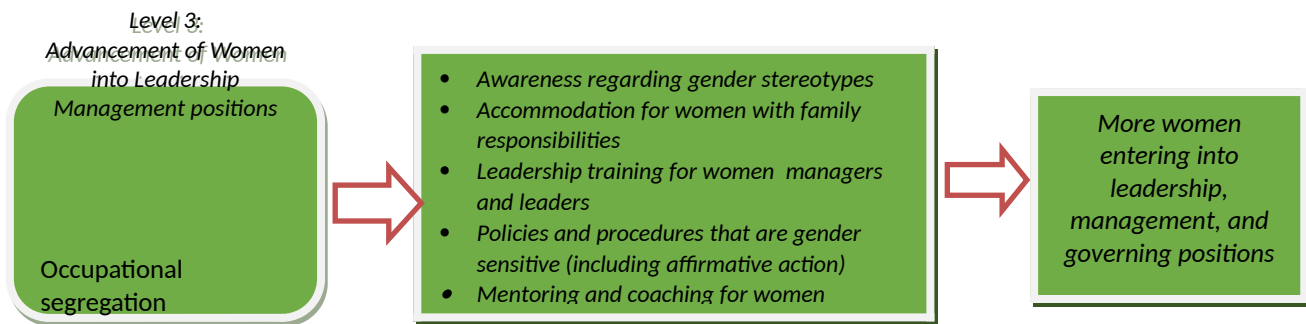 Level 3:
Advancement of Women
into Leadership
Management positions
Occupational
segregation
• Awareness regarding gender stereotypes
• Accommodation for women with family
responsibilities
• Leadership training for women  managers
and leaders
• Policies and procedures that are gender
sensitive (including affirmative action)
• Mentoring and coaching for women
More women
entering into
leadership,
management, and
governing positions